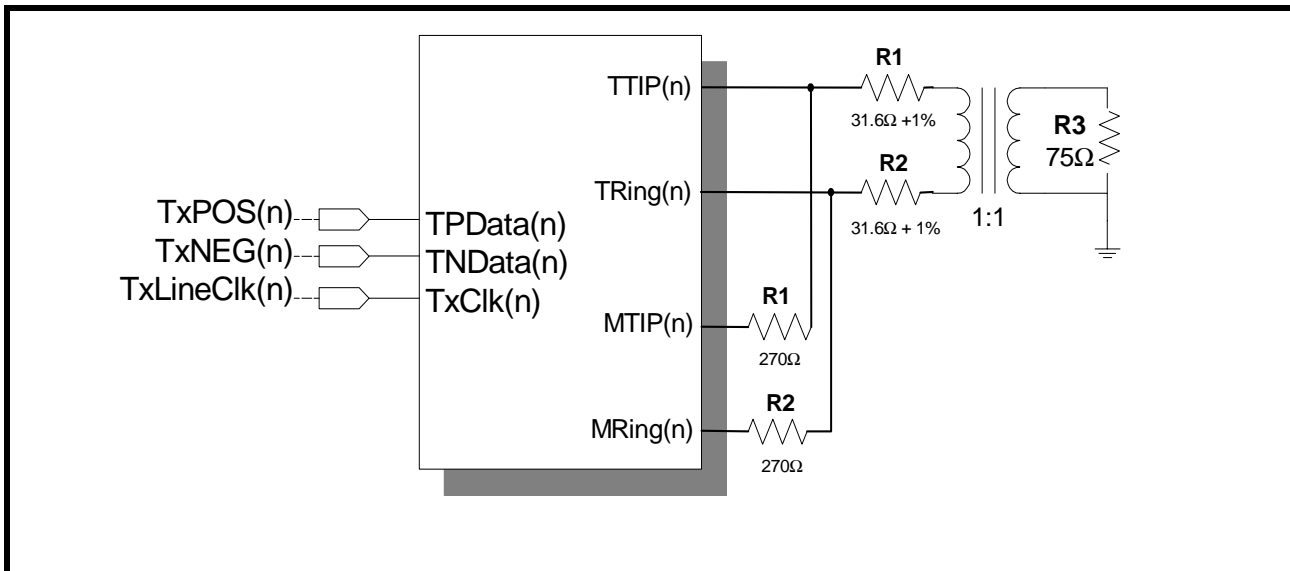 R1
TTIP(n)
31.6Ω +1%
R3
75Ω
R2
TRing(n)
31.6Ω + 1%
1:1
TxPOS(n)
TPData(n)
TxNEG(n)
TNData(n)
TxLineClk(n)
TxClk(n)
R1
MTIP(n)
270Ω
R2
MRing(n)
270Ω